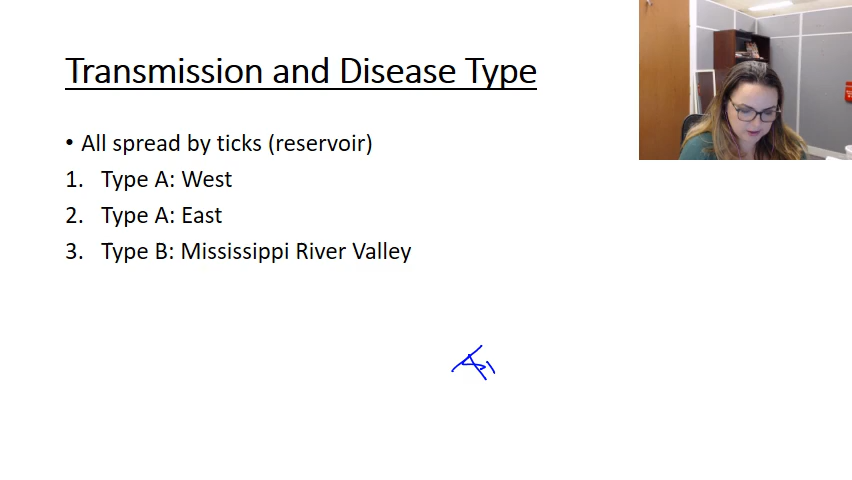 Transmission and Disease Type
• All spread by ticks (reservoir)
1. Type A: West
2. Type A: East
3. Type B: Mississippi River Valley